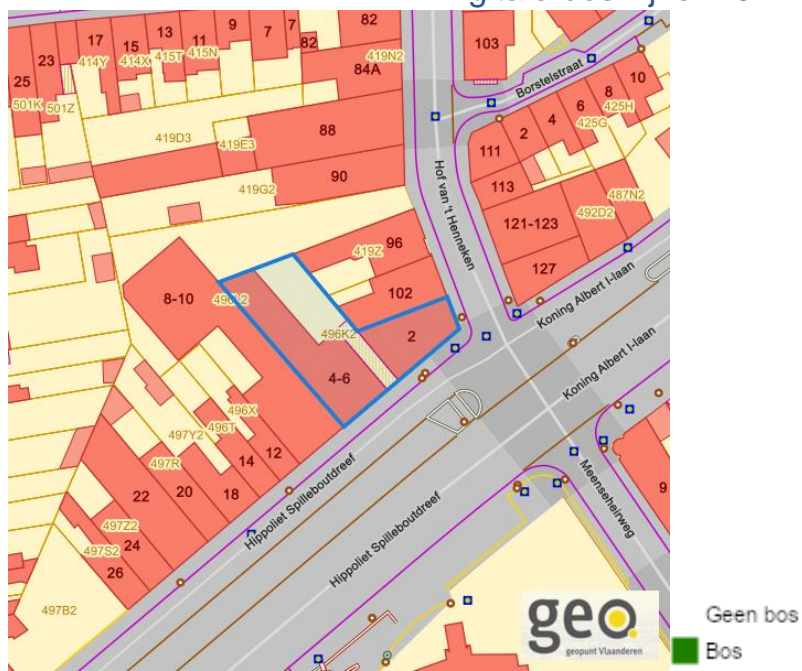 25
23
17
15
13
11
9
7
7
82
82
84A
103
501K
501Z
414Y
414X
415T
415N
419N2
Borstelstraat
10
8
6
4
2
425H
425G
111
113
121-123
127
487N2
492D2
419D3
419E3
88
90
419G2
Hof van 't Henneken
96
419Z
102
8-10
496K2
2
4-6
Koning Albert I-laan
Koning Albert I-laan
496X
496T
497Y2
497R
12
14
18
20
22
24
26
497Z2
497S2
497B2
Hippoliet Spilleboutdreef
Hippoliet Spilleboutdreef
Meenseheirweg
9
geo
geopunt Vlaanderen
Geen bos
Bos